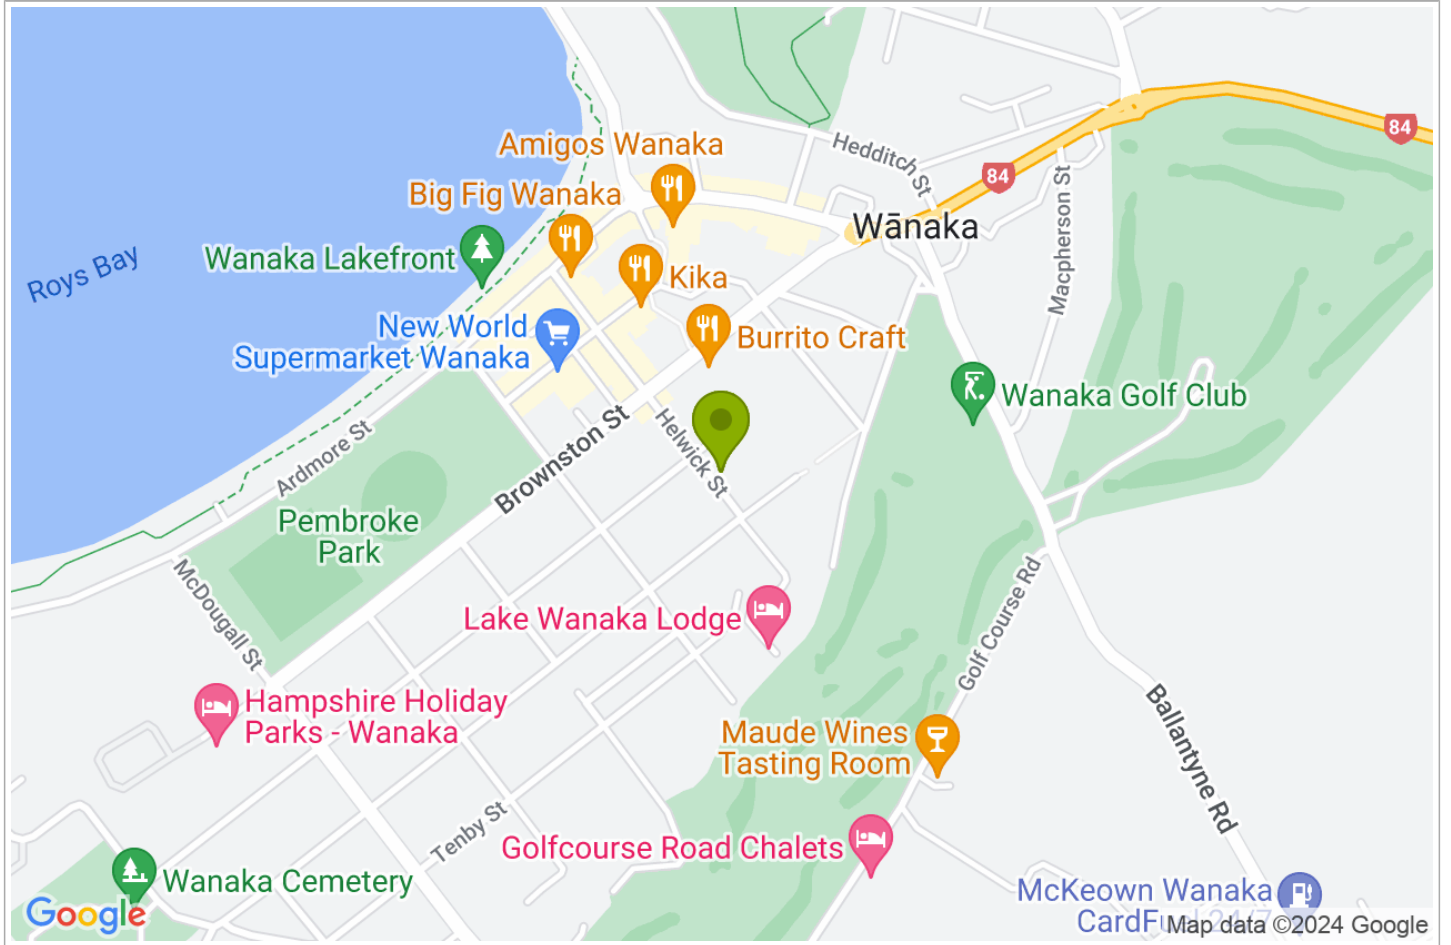 84
Hedditch St
Amigos Wanaka
84
Big Fig Wanaka
Macpherson St
Wānaka
Wanaka Lakefront
Roys Bay
Kika
New World
Supermarket Wanaka
Burrito Craft
Wanaka Golf Club
Helwick St
Brownston St
Ardmore St
Pembroke
Park
McDougall St
Lake Wanaka Lodge
Golf Course Rd
Hampshire Holiday
Parks - Wanaka
Maude Wines
Tasting Room
Ballantyne Rd
Tenby St
Golfcourse Road Chalets
Wanaka Cemetery
McKeown Wanaka
CardFuel 24/7
Google
Map data ©2024 Google